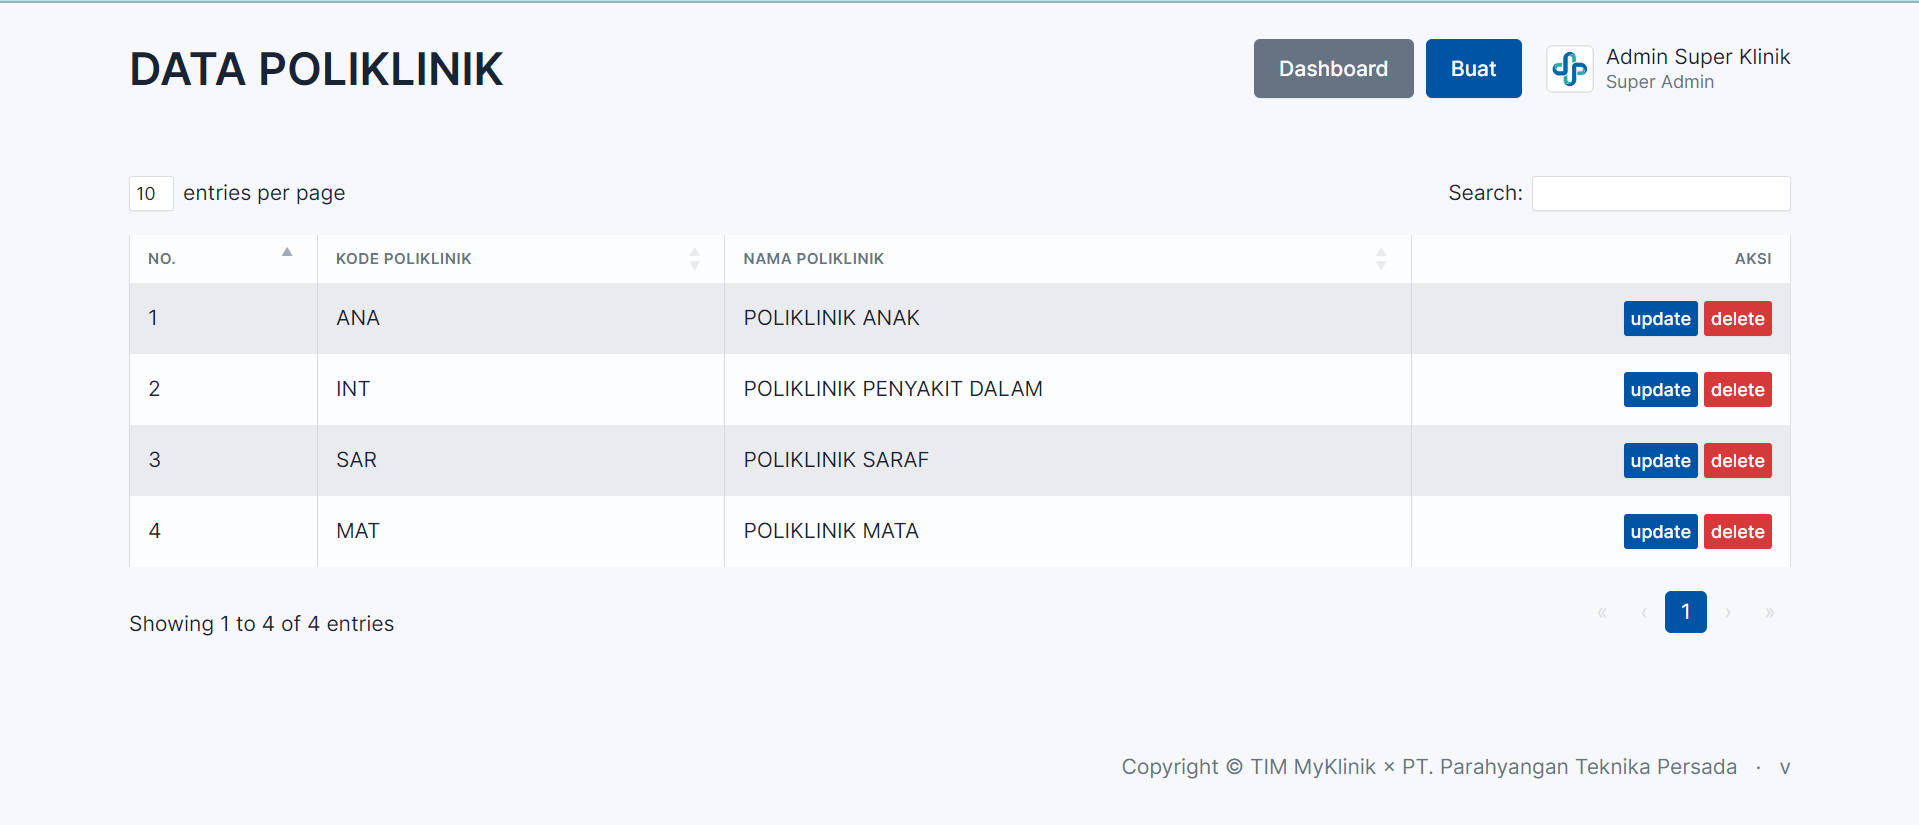 DATA POLIKLINIK
Dashboard
Buat
Admin Super Klinik
Super Admin
10 entries per page
Search:
NO. KODE POLIKLINIK NAMA POLIKLINIK AKSI
1 ANA POLIKLINIK ANAK update delete
2 INT POLIKLINIK PENYAKIT DALAM update delete
3 SAR POLIKLINIK SARAF update delete
4 MAT POLIKLINIK MATA update delete
Showing 1 to 4 of 4 entries
« ‹ 1 › »
Copyright © TIM MyKlinik × PT. Parahyangan Teknika Persada · v